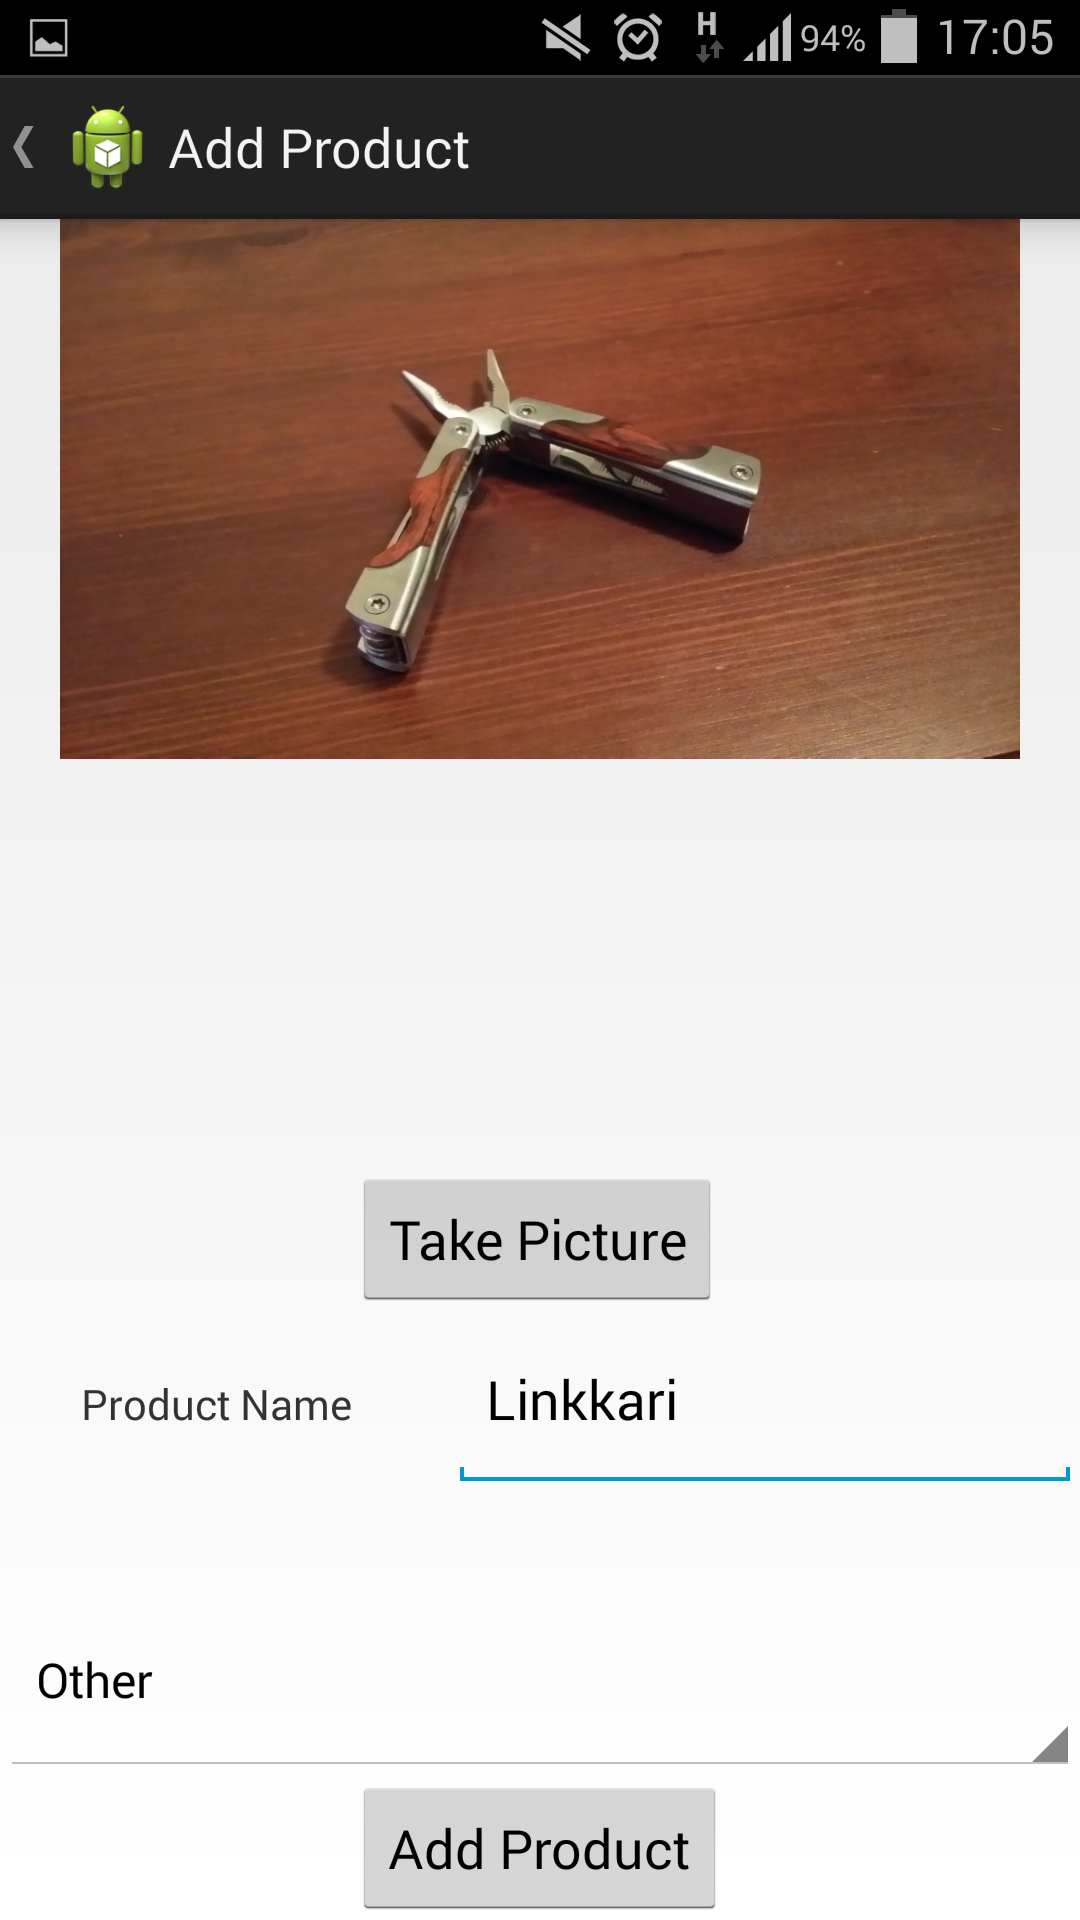 H 94% 17:05
Add Product
Take Picture
Product Name Linkkari
Other
Add Product